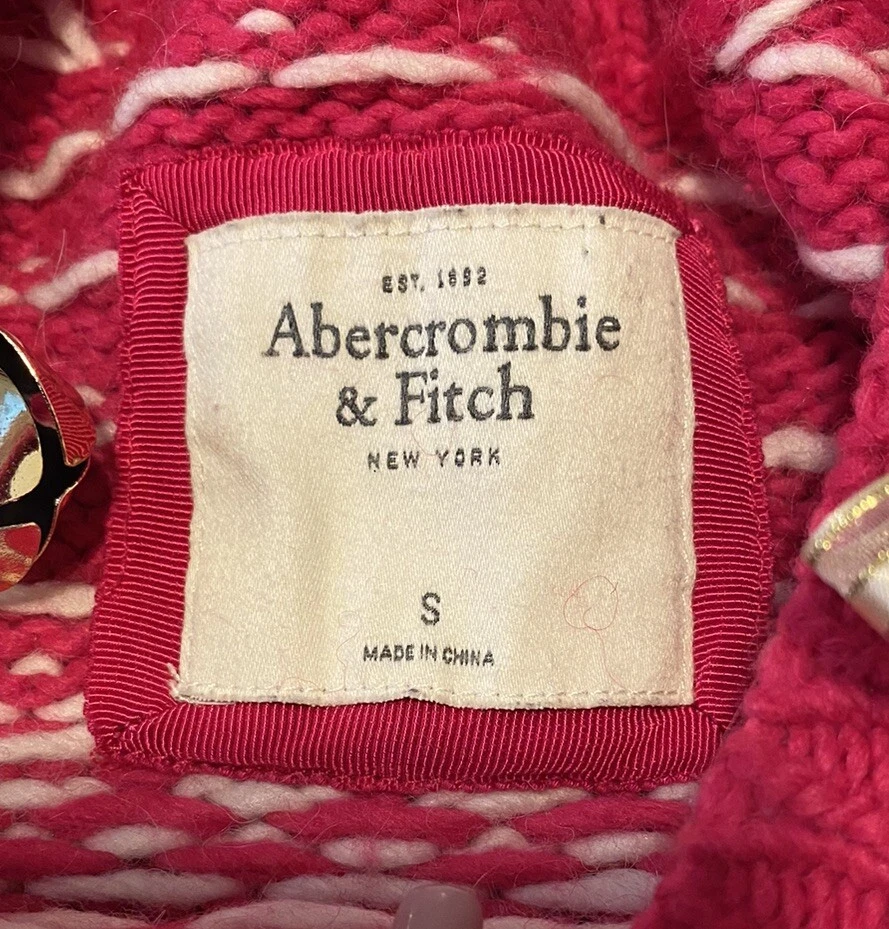 EST. 1892
Abercrombie
& Fitch
NEW YORK
S
MADE IN CHINA